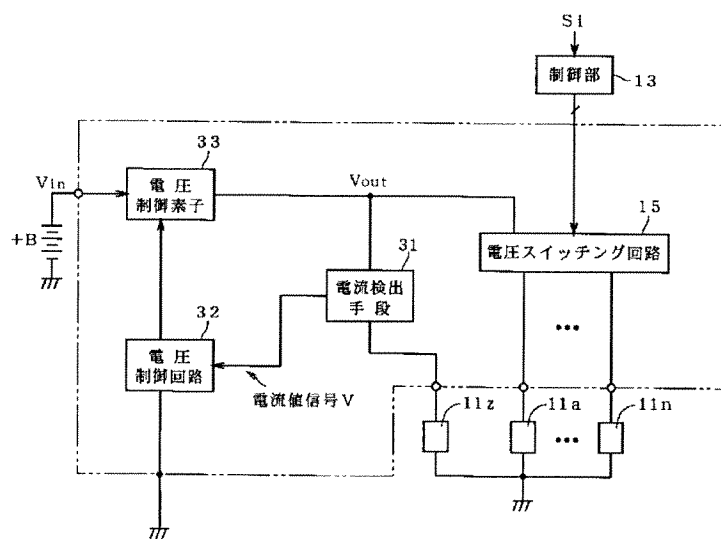 Si
制御部
13
33
Vin
電圧
制御素子
Vout
15
電圧スイッチング回路
+B
31
電流検出
手段
32
電圧
制御回路
•••
電流値信号V
11z
11a
•••
11n